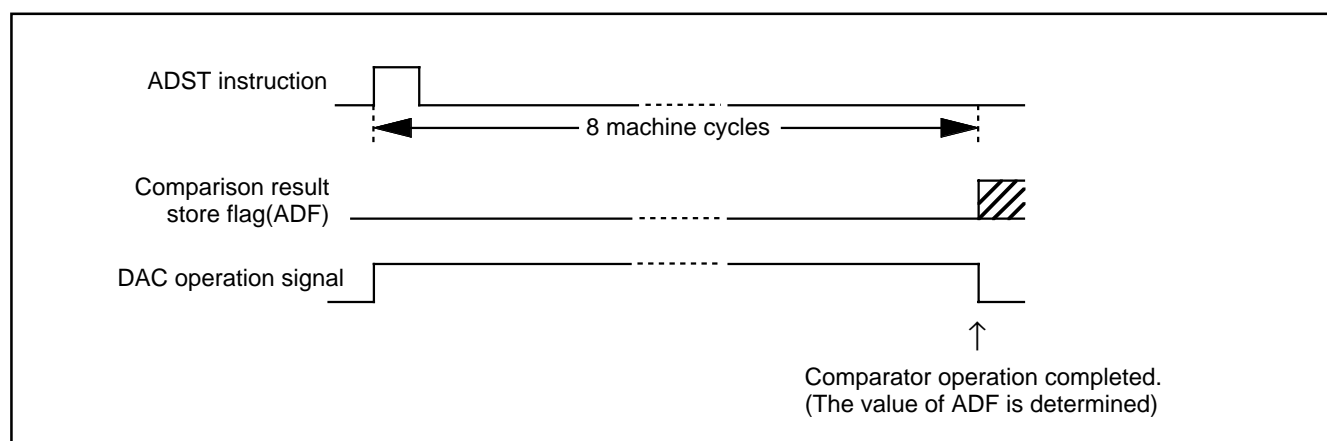 ADST instruction
8 machine cycles
Comparison result
store flag(ADF)
DAC operation signal
Comparator operation completed.
(The value of ADF is determined)